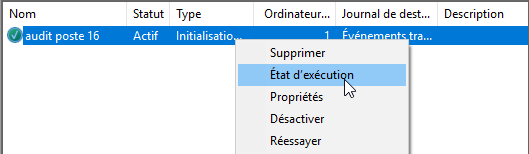 Nom Statut Type Ordinateur... Journal de dest... Description
audit poste 16 Actif Initialisatio... 1 Événements tra...
Supprimer
État d'exécution
Propriétés
Désactiver
Réessayer